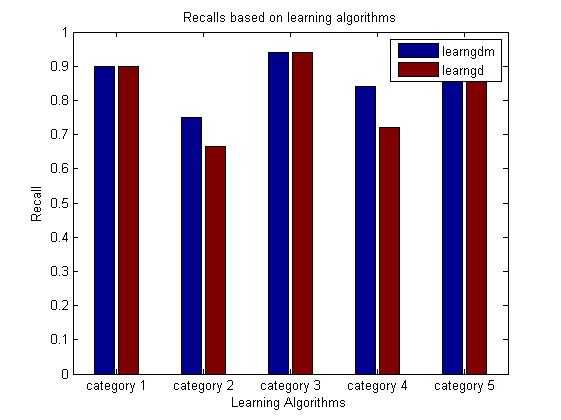 Recalls based on learning algorithms
1
0.9
0.8
0.7
0.6
0.5
0.4
0.3
0.2
0.1
0
Recall
learngdm
learngd
category 1 category 2 category 3 category 4 category 5
Learning Algorithms